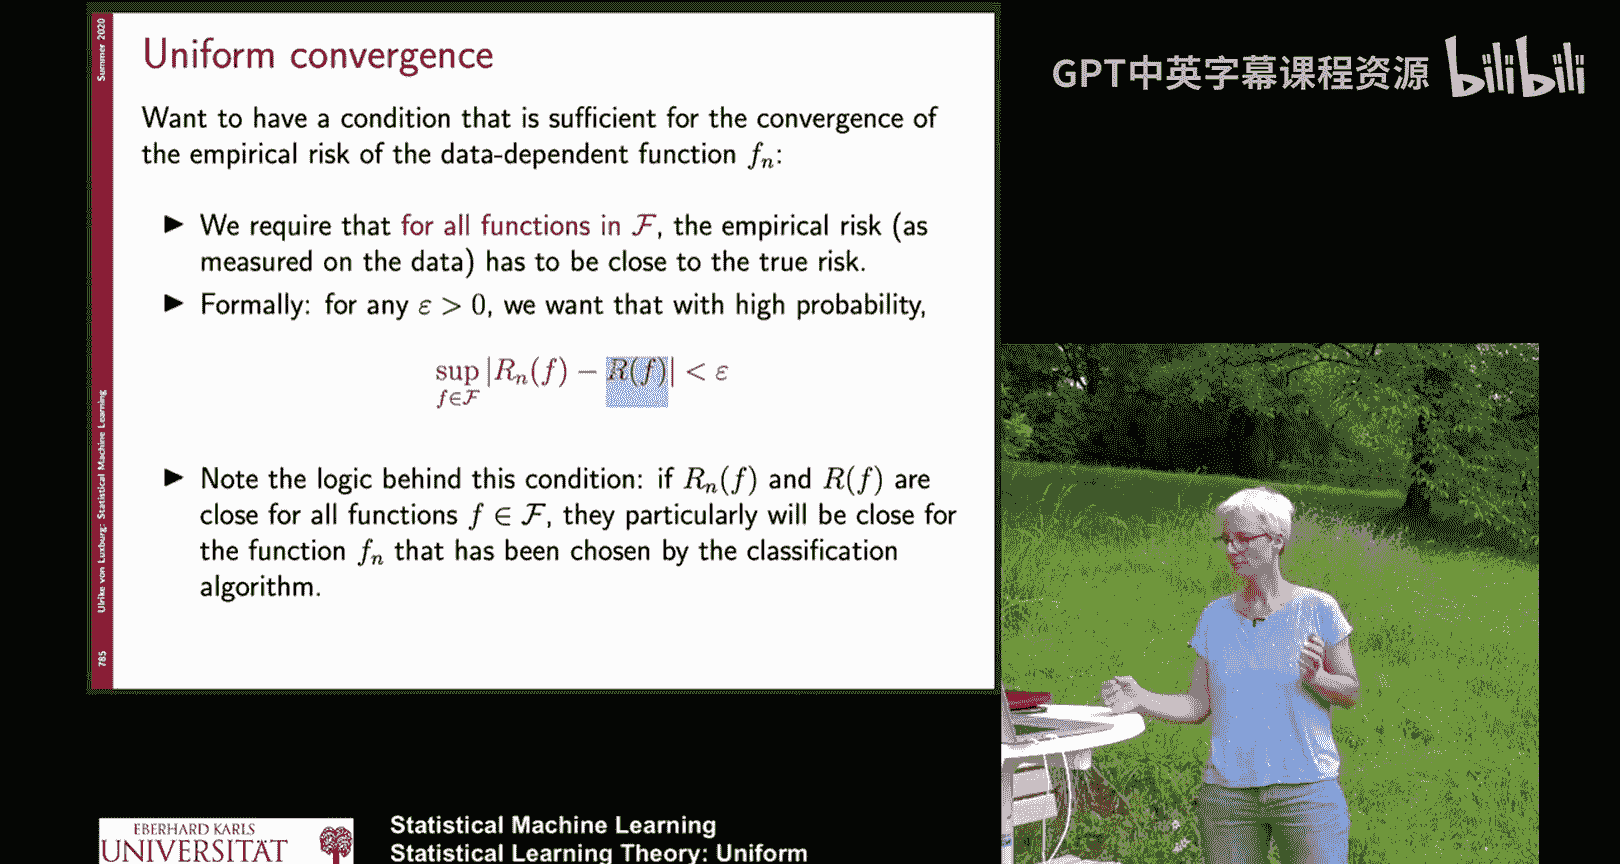 Summer 2020
Uniform convergence
Want to have a condition that is sufficient for the convergence of
the empirical risk of the data-dependent function fₙ:
► We require that for all functions in ℱ, the empirical risk (as
measured on the data) has to be close to the true risk.
► Formally: for any ε > 0, we want that with high probability,
sup |Rₙ(f) − R(f)| < ε
f∈ℱ
► Note the logic behind this condition: if Rₙ(f) and R(f) are
close for all functions f ∈ ℱ, they particularly will be close for
the function fₙ that has been chosen by the classification
algorithm.
Ulrike von Luxburg: Statistical Machine Learning
785
GPT中英字幕课程资源
bilibili
EBERHARD KARLS
UNIVERSITÄT
Statistical Machine Learning
Statistical Learning Theory: Uniform